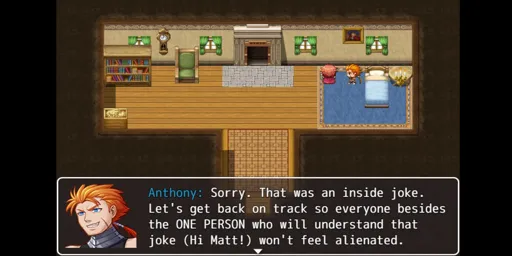 Anthony: Sorry. That was an inside joke.
Let's get back on track so everyone besides
the ONE PERSON who will understand that
joke (Hi Matt!) won't feel alienated.